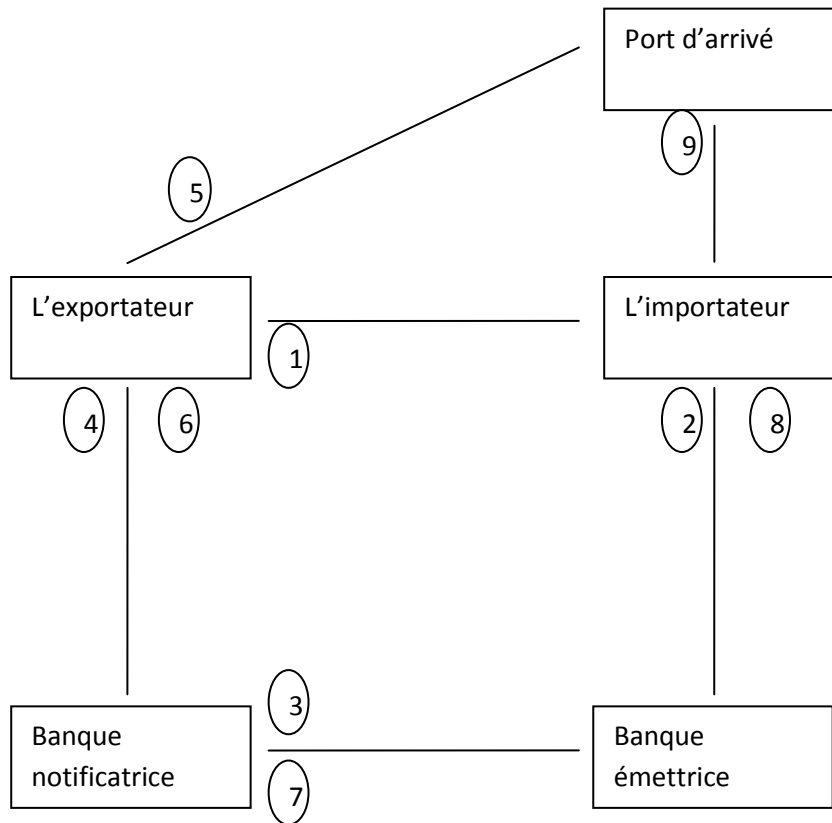 Port d’arrivé
9
5
L’exportateur
L’importateur
1
4
6
2
8
3
Banque
notificatrice
Banque
émettrice
7